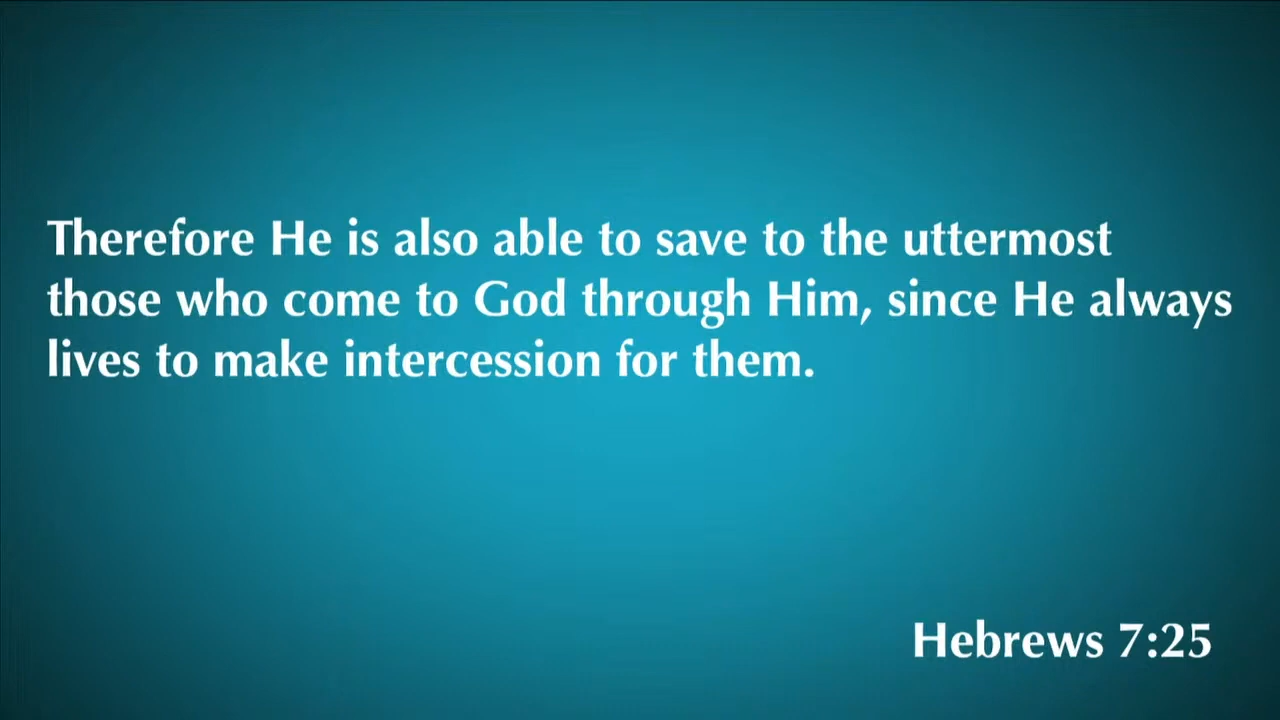 Therefore He is also able to save to the uttermost
those who come to God through Him, since He always
lives to make intercession for them.
Hebrews 7:25